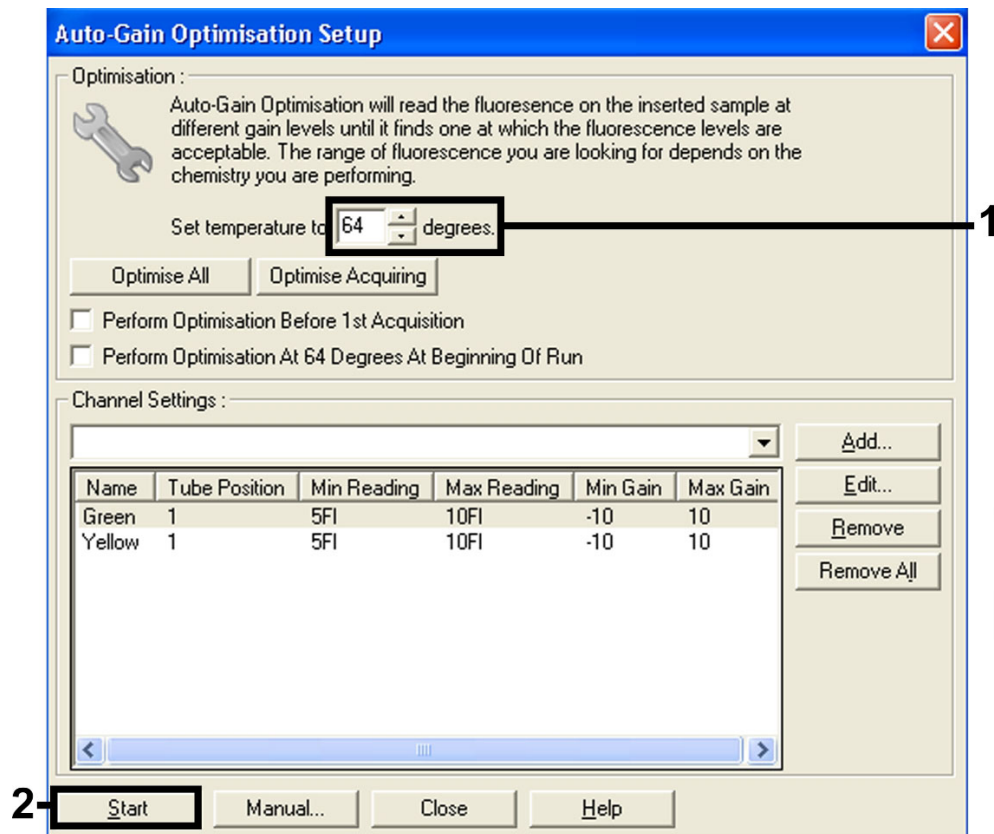 Auto-Gain Optimisation Setup
Optimisation :
Auto-Gain Optimisation will read the fluoresence on the inserted sample at
different gain levels until it finds one at which the fluorescence levels are
acceptable. The range of fluorescence you are looking for depends on the
chemistry you are performing.
Set temperature to 64 degrees.
1
Optimise All Optimise Acquiring
Perform Optimisation Before 1st Acquisition
Perform Optimisation At 64 Degrees At Beginning Of Run
Channel Settings :
Add...
Edit...
Remove
Remove All
Name Tube Position Min Reading Max Reading Min Gain Max Gain
Green 1 5Fl 10Fl -10 10
Yellow 1 5Fl 10Fl -10 10
2
Start Manual... Close Help